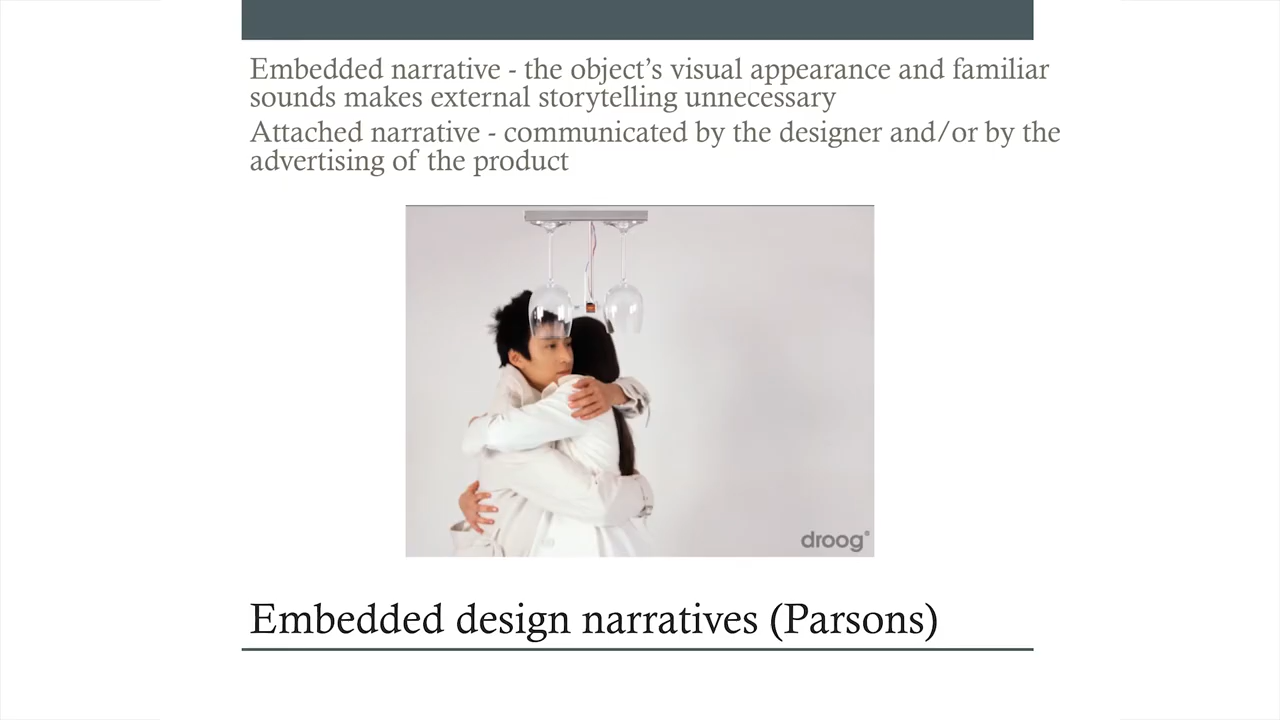 Embedded narrative - the object's visual appearance and familiar
sounds makes external storytelling unnecessary
Attached narrative - communicated by the designer and/or by the
advertising of the product
droog®
Embedded design narratives (Parsons)